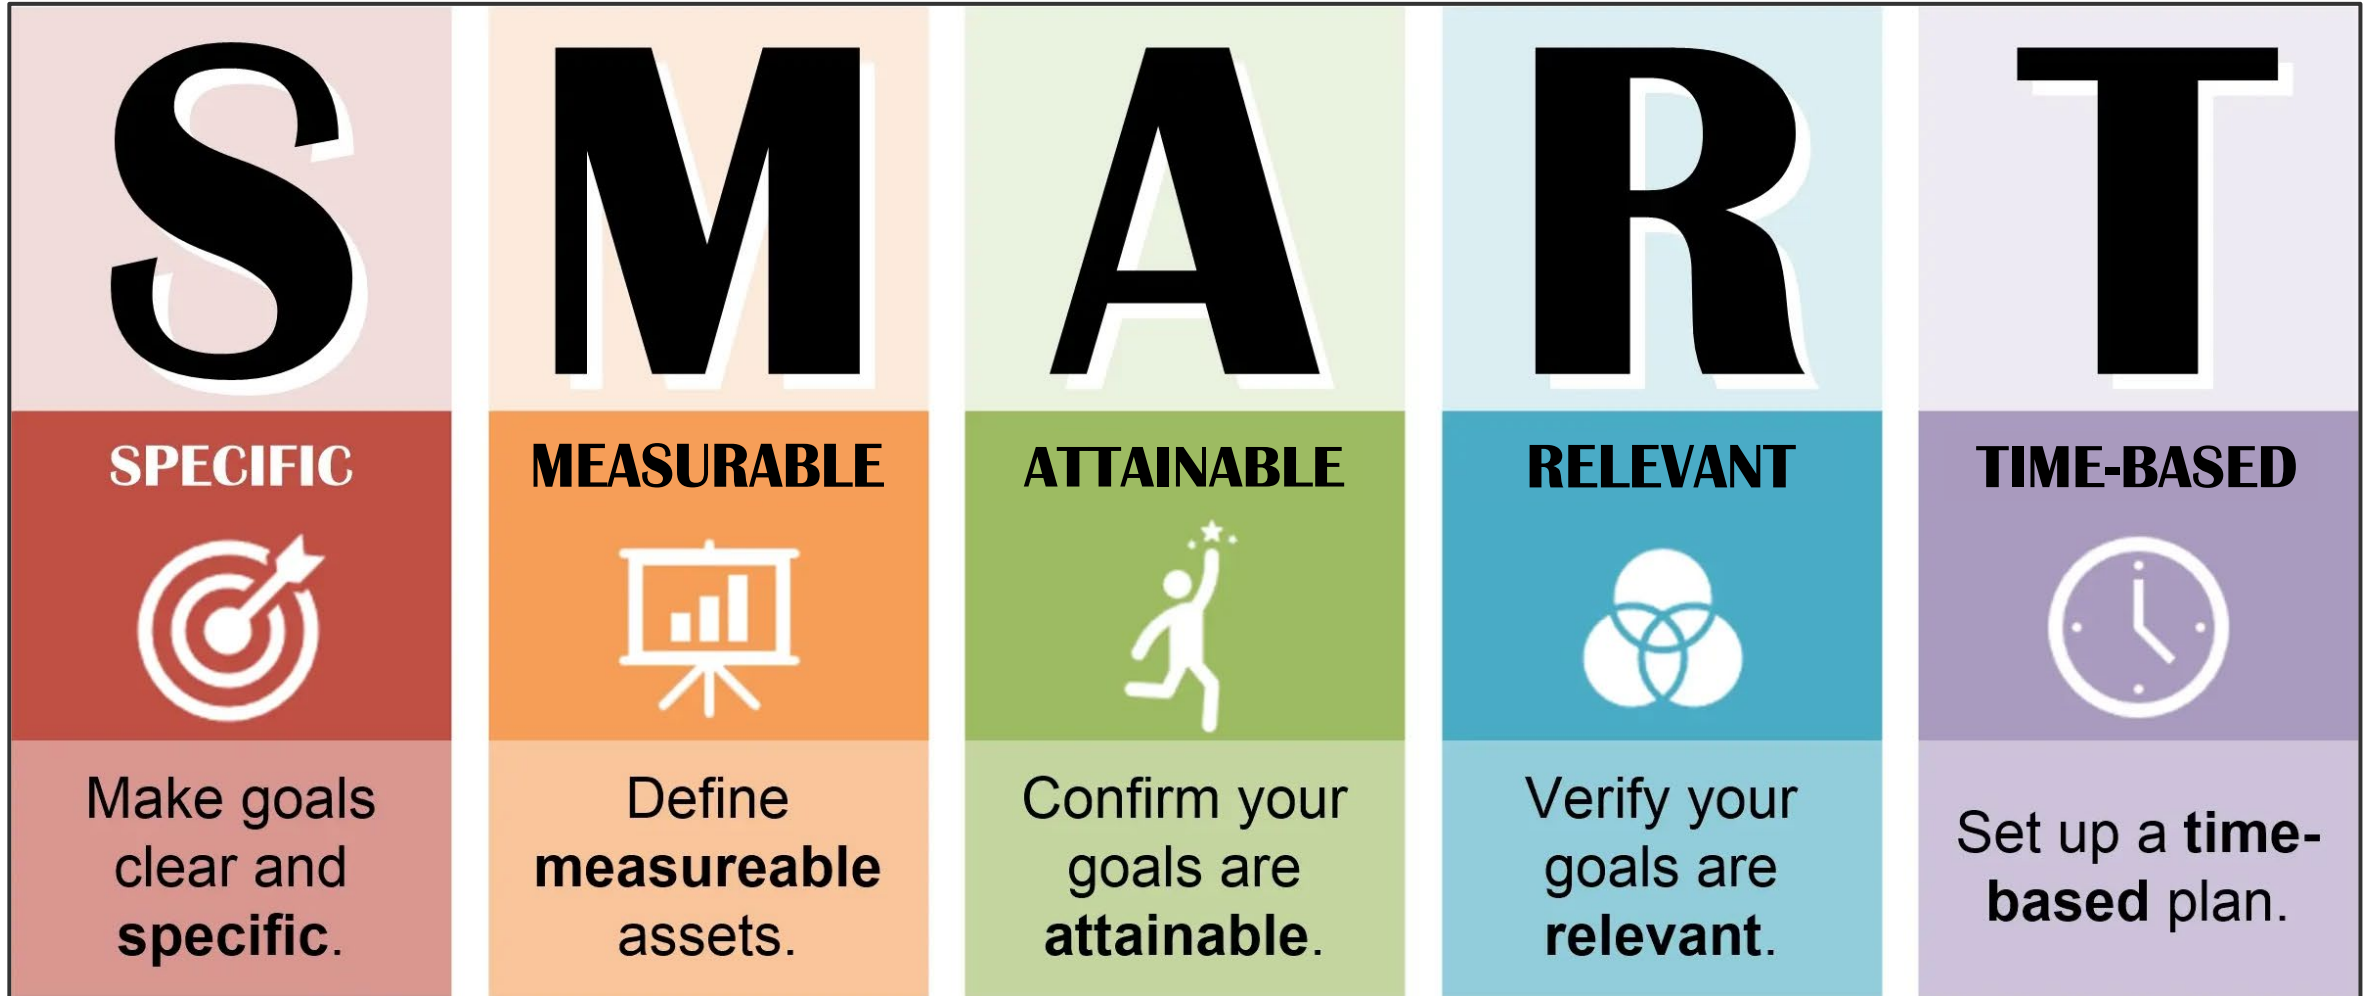 S M A R T
SPECIFIC
MEASURABLE
ATTAINABLE
RELEVANT
TIME-BASED
Make goals
clear and
specific.
Define
measureable
assets.
Confirm your
goals are
attainable.
Verify your
goals are
relevant.
Set up a time-
based plan.